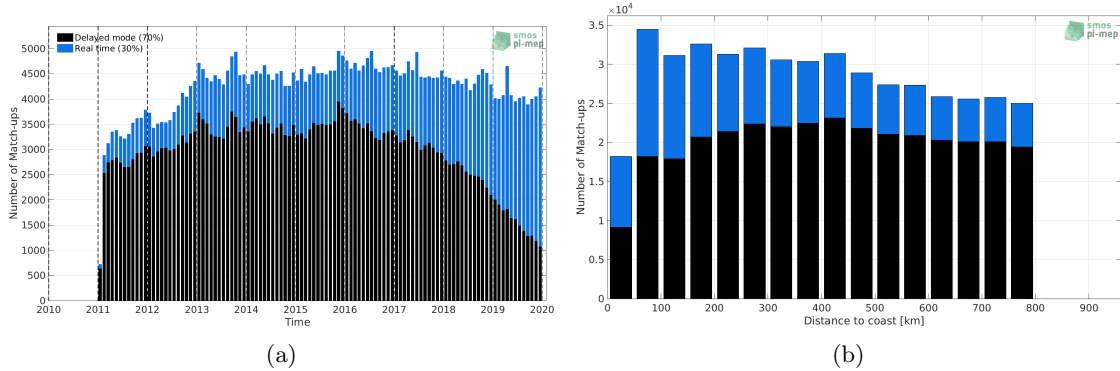 Delayed mode (70%)
Real time (30%)
smos
pi-mep
Number of Match-ups
5000
4500
4000
3500
3000
2500
2000
1500
1000
500
0
2010 2011 2012 2013 2014 2015 2016 2017 2018 2019 2020
Time
(a)
×10⁴
smos
pi-mep
Number of Match-ups
3.5
3
2.5
2
1.5
1
0.5
0
0 100 200 300 400 500 600 700 800 900
Distance to coast [km]
(b)